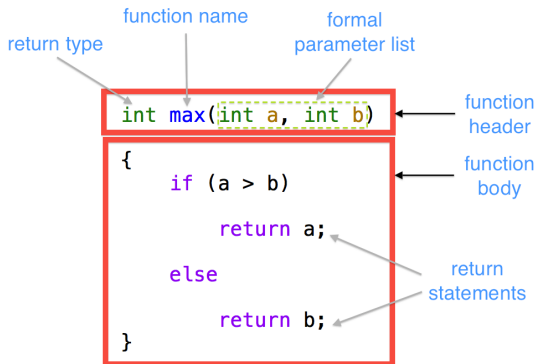 function name
formal
parameter list
return type
int max(int a, int b)
function
header
{
if (a > b)
function
body
return a;
else
return
statements
return b;
}